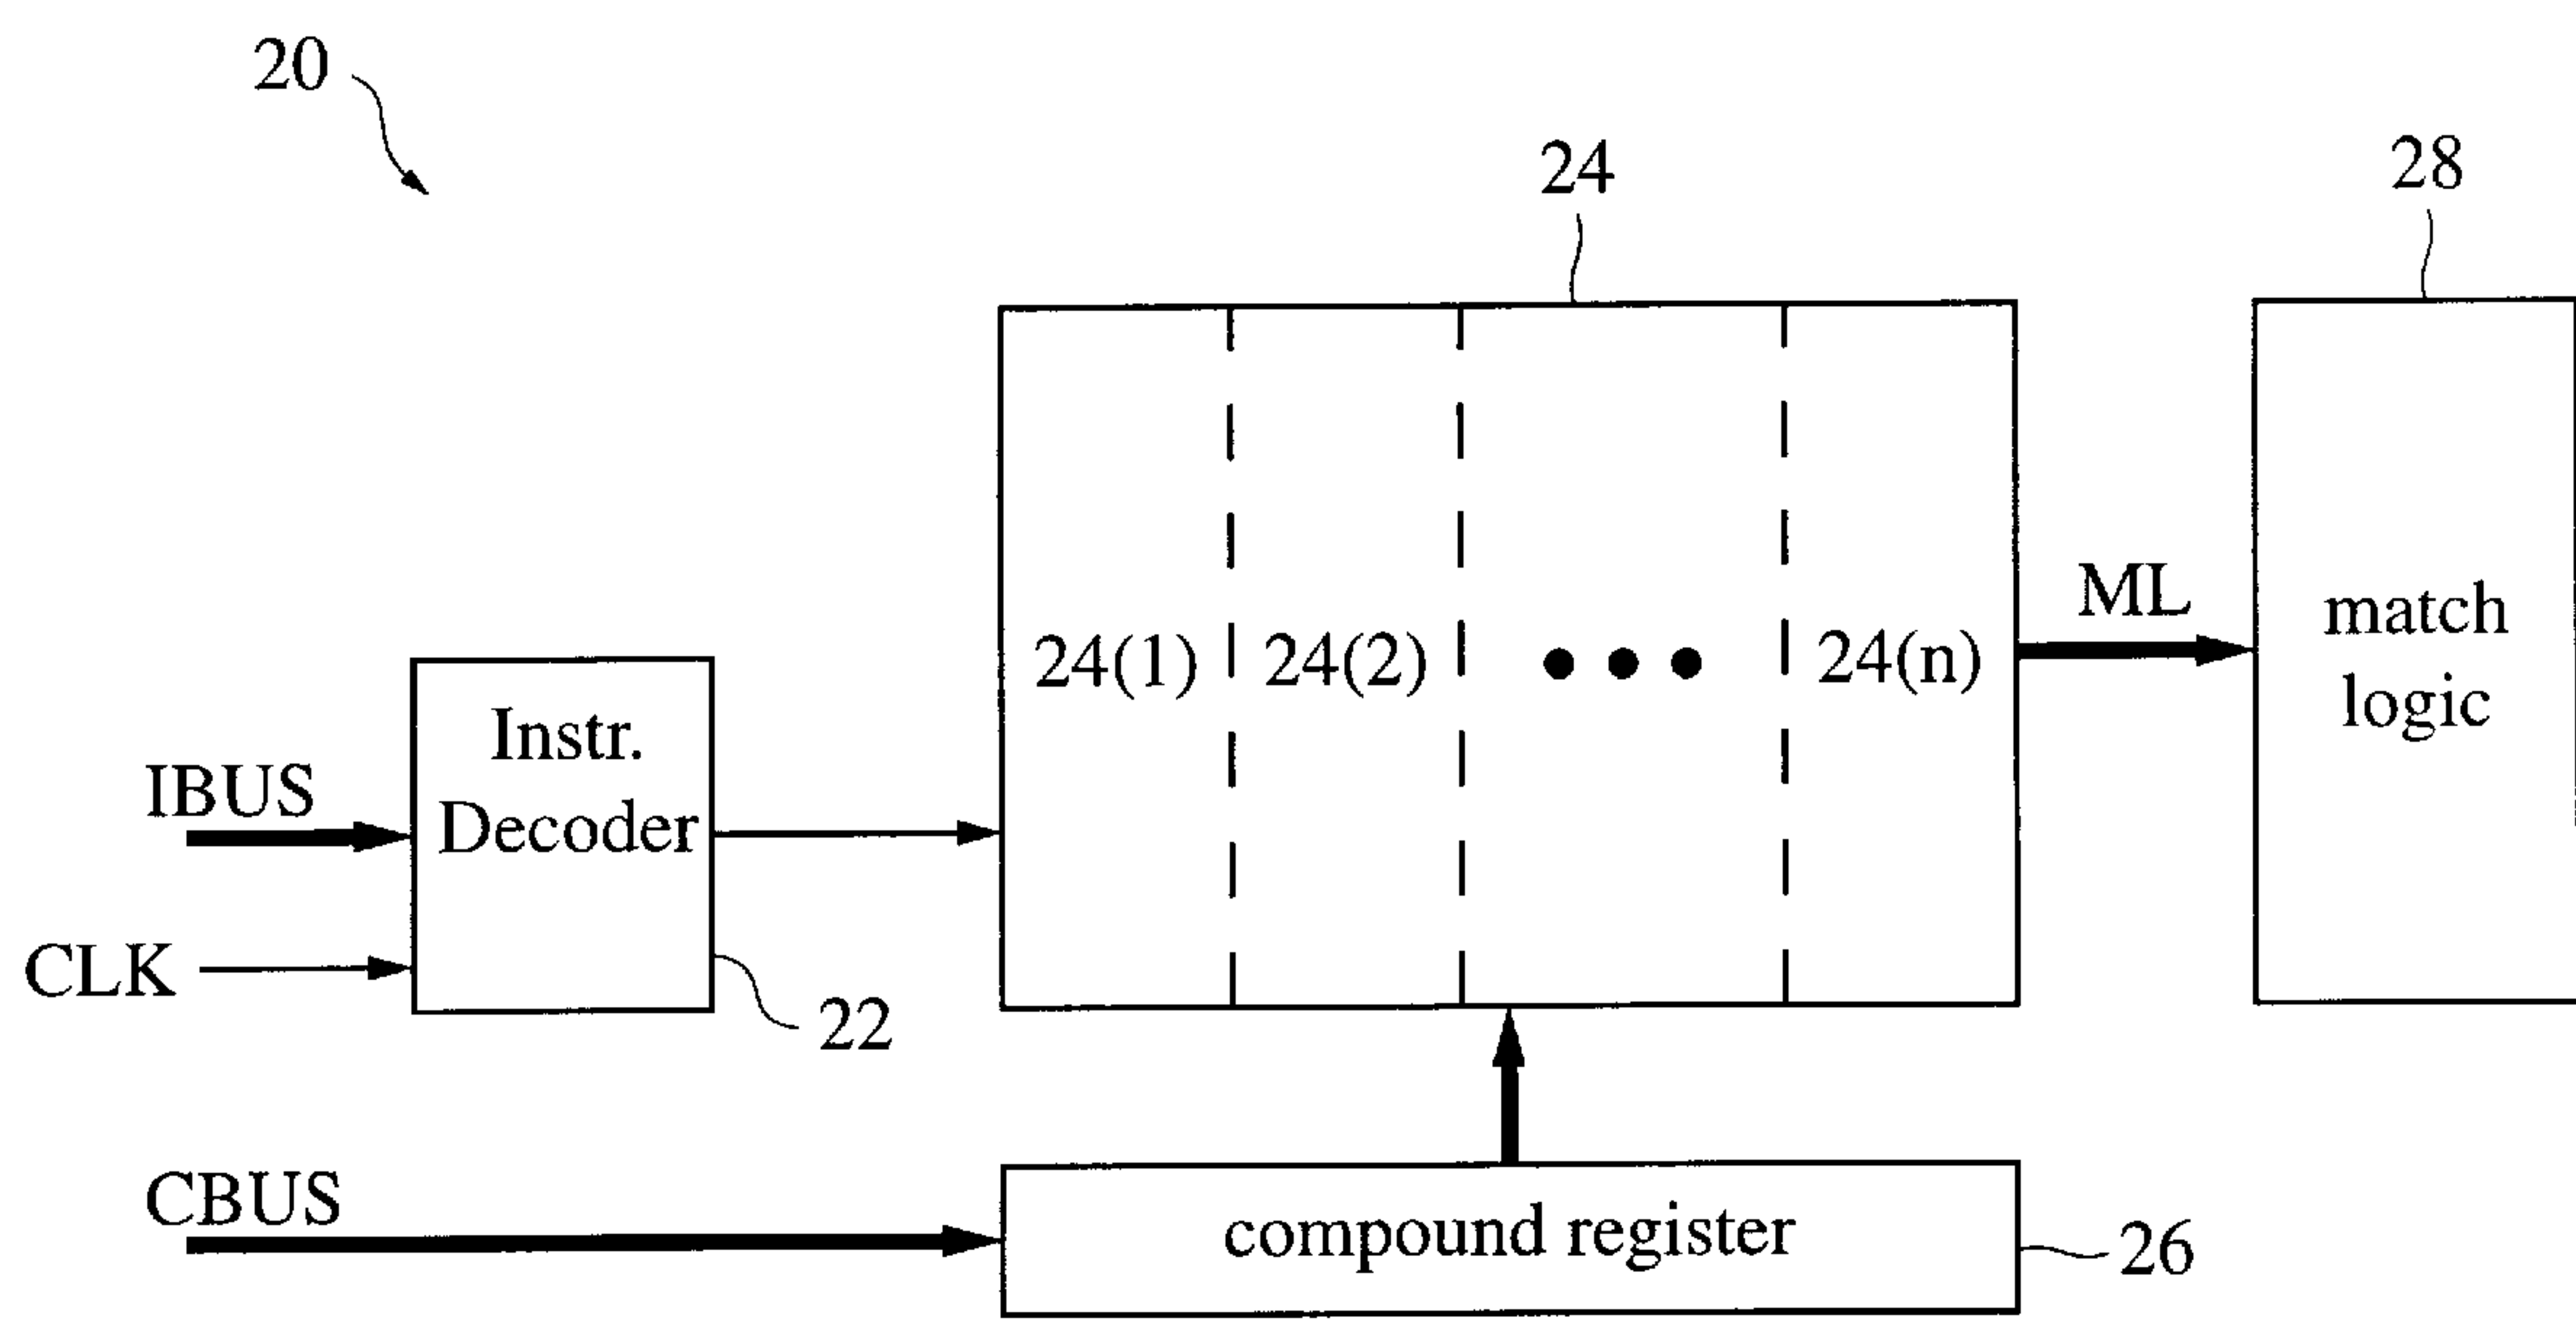 20
24
28
ML
match
logic
24(1)
24(2)
24(n)
Instr.
Decoder
IBUS
CLK
22
CBUS
compound register
26